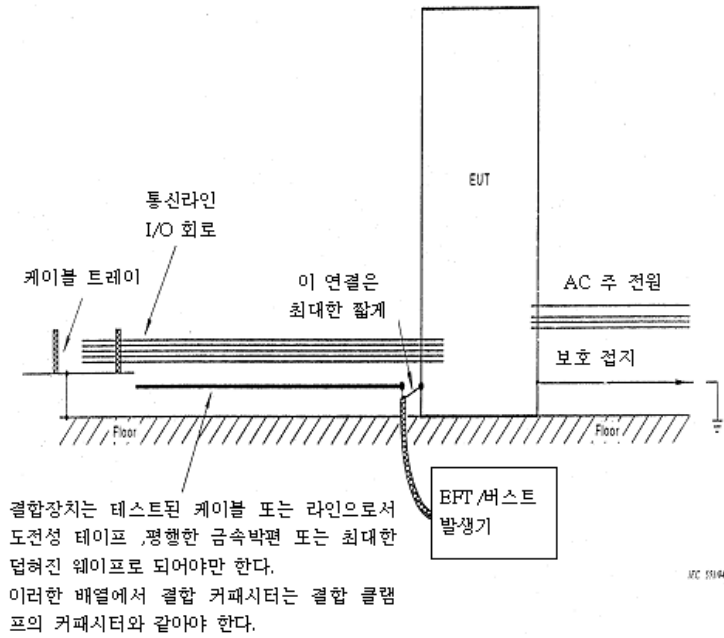 EUT
통신라인
I/O 회로
케이블 트레이
이 연결은
최대한 짧게
AC 주 전원
보호 접지
Floor
Floor
EFT/버스트
발생기
결합장치는 테스트된 케이블 또는 라인으로서
도전성 테이프 ,평행한 금속박편 또는 최대한
덥혀진 웨이프로 되어야만 한다.
이러한 배열에서 결합 커패시터는 결합 클램
프의 커패시터와 같아야 한다.
IEC